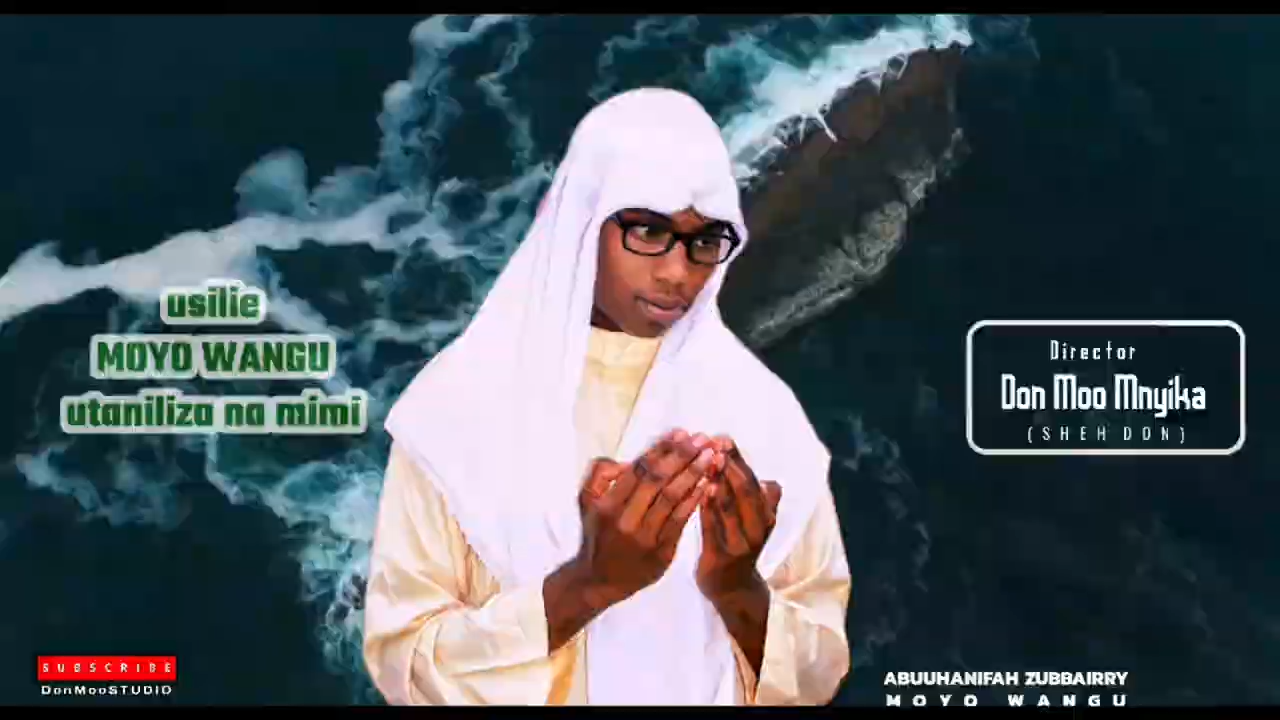 usilie
MOYO WANGU
utaniliza na mimi
Director
Don Moo Mnyika
(SHEH DON)
SUBSCRIBE
DonMooSTUDIO
ABUUHANIFAH ZUBBAIRRY
MOYO WANGU